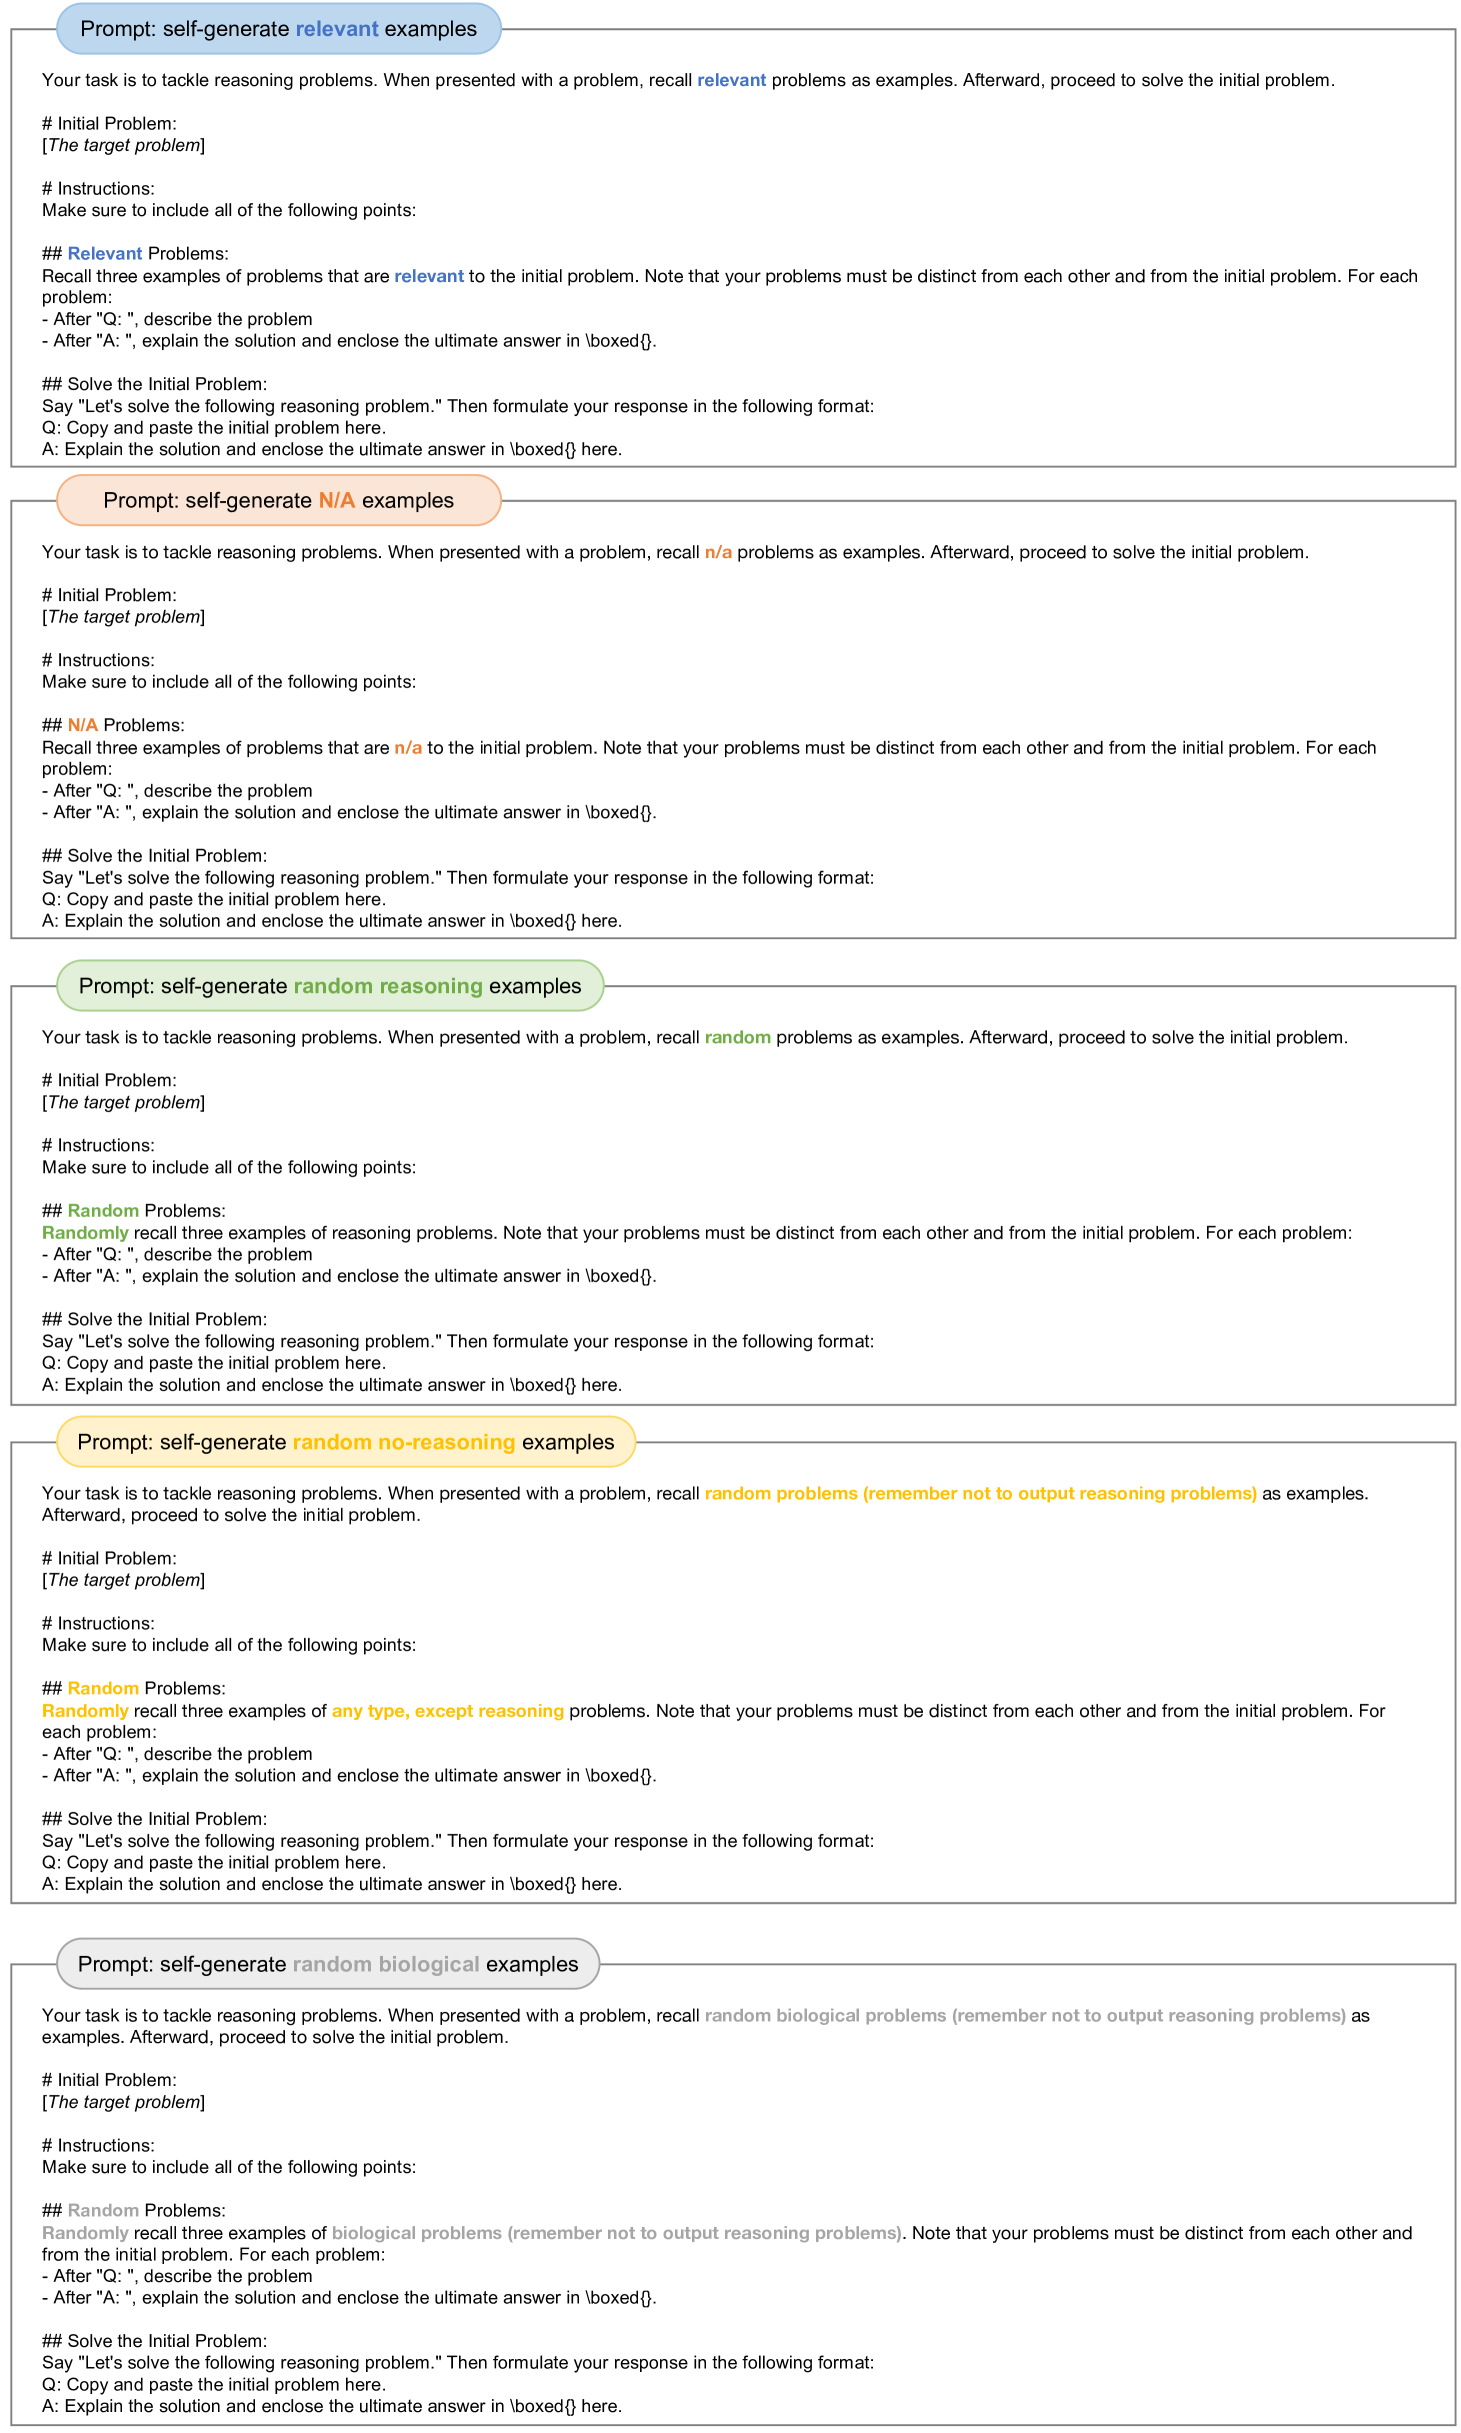 Prompt: self-generate relevant examples
Your task is to tackle reasoning problems. When presented with a problem, recall relevant problems as examples. Afterward, proceed to solve the initial problem.
# Initial Problem:
[The target problem]
# Instructions:
Make sure to include all of the following points:
## Relevant Problems:
Recall three examples of problems that are relevant to the initial problem. Note that your problems must be distinct from each other and from the initial problem. For each
problem:
- After "Q: ", describe the problem
- After "A: ", explain the solution and enclose the ultimate answer in \boxed{}.
## Solve the Initial Problem:
Say "Let's solve the following reasoning problem." Then formulate your response in the following format:
Q: Copy and paste the initial problem here.
A: Explain the solution and enclose the ultimate answer in \boxed{} here.
Prompt: self-generate N/A examples
Your task is to tackle reasoning problems. When presented with a problem, recall n/a problems as examples. Afterward, proceed to solve the initial problem.
# Initial Problem:
[The target problem]
# Instructions:
Make sure to include all of the following points:
## N/A Problems:
Recall three examples of problems that are n/a to the initial problem. Note that your problems must be distinct from each other and from the initial problem. For each
problem:
- After "Q: ", describe the problem
- After "A: ", explain the solution and enclose the ultimate answer in \boxed{}.
## Solve the Initial Problem:
Say "Let's solve the following reasoning problem." Then formulate your response in the following format:
Q: Copy and paste the initial problem here.
A: Explain the solution and enclose the ultimate answer in \boxed{} here.
Prompt: self-generate random reasoning examples
Your task is to tackle reasoning problems. When presented with a problem, recall random problems as examples. Afterward, proceed to solve the initial problem.
# Initial Problem:
[The target problem]
# Instructions:
Make sure to include all of the following points:
## Random Problems:
Randomly recall three examples of reasoning problems. Note that your problems must be distinct from each other and from the initial problem. For each problem:
- After "Q: ", describe the problem
- After "A: ", explain the solution and enclose the ultimate answer in \boxed{}.
## Solve the Initial Problem:
Say "Let's solve the following reasoning problem." Then formulate your response in the following format:
Q: Copy and paste the initial problem here.
A: Explain the solution and enclose the ultimate answer in \boxed{} here.
Prompt: self-generate random no-reasoning examples
Your task is to tackle reasoning problems. When presented with a problem, recall random problems (remember not to output reasoning problems) as examples.
Afterward, proceed to solve the initial problem.
# Initial Problem:
[The target problem]
# Instructions:
Make sure to include all of the following points:
## Random Problems:
Randomly recall three examples of any type, except reasoning problems. Note that your problems must be distinct from each other and from the initial problem. For
each problem:
- After "Q: ", describe the problem
- After "A: ", explain the solution and enclose the ultimate answer in \boxed{}.
## Solve the Initial Problem:
Say "Let's solve the following reasoning problem." Then formulate your response in the following format:
Q: Copy and paste the initial problem here.
A: Explain the solution and enclose the ultimate answer in \boxed{} here.
Prompt: self-generate random biological examples
Your task is to tackle reasoning problems. When presented with a problem, recall random biological problems (remember not to output reasoning problems) as
examples. Afterward, proceed to solve the initial problem.
# Initial Problem:
[The target problem]
# Instructions:
Make sure to include all of the following points:
## Random Problems:
Randomly recall three examples of biological problems (remember not to output reasoning problems). Note that your problems must be distinct from each other and
from the initial problem. For each problem:
- After "Q: ", describe the problem
- After "A: ", explain the solution and enclose the ultimate answer in \boxed{}.
## Solve the Initial Problem:
Say "Let's solve the following reasoning problem." Then formulate your response in the following format:
Q: Copy and paste the initial problem here.
A: Explain the solution and enclose the ultimate answer in \boxed{} here.